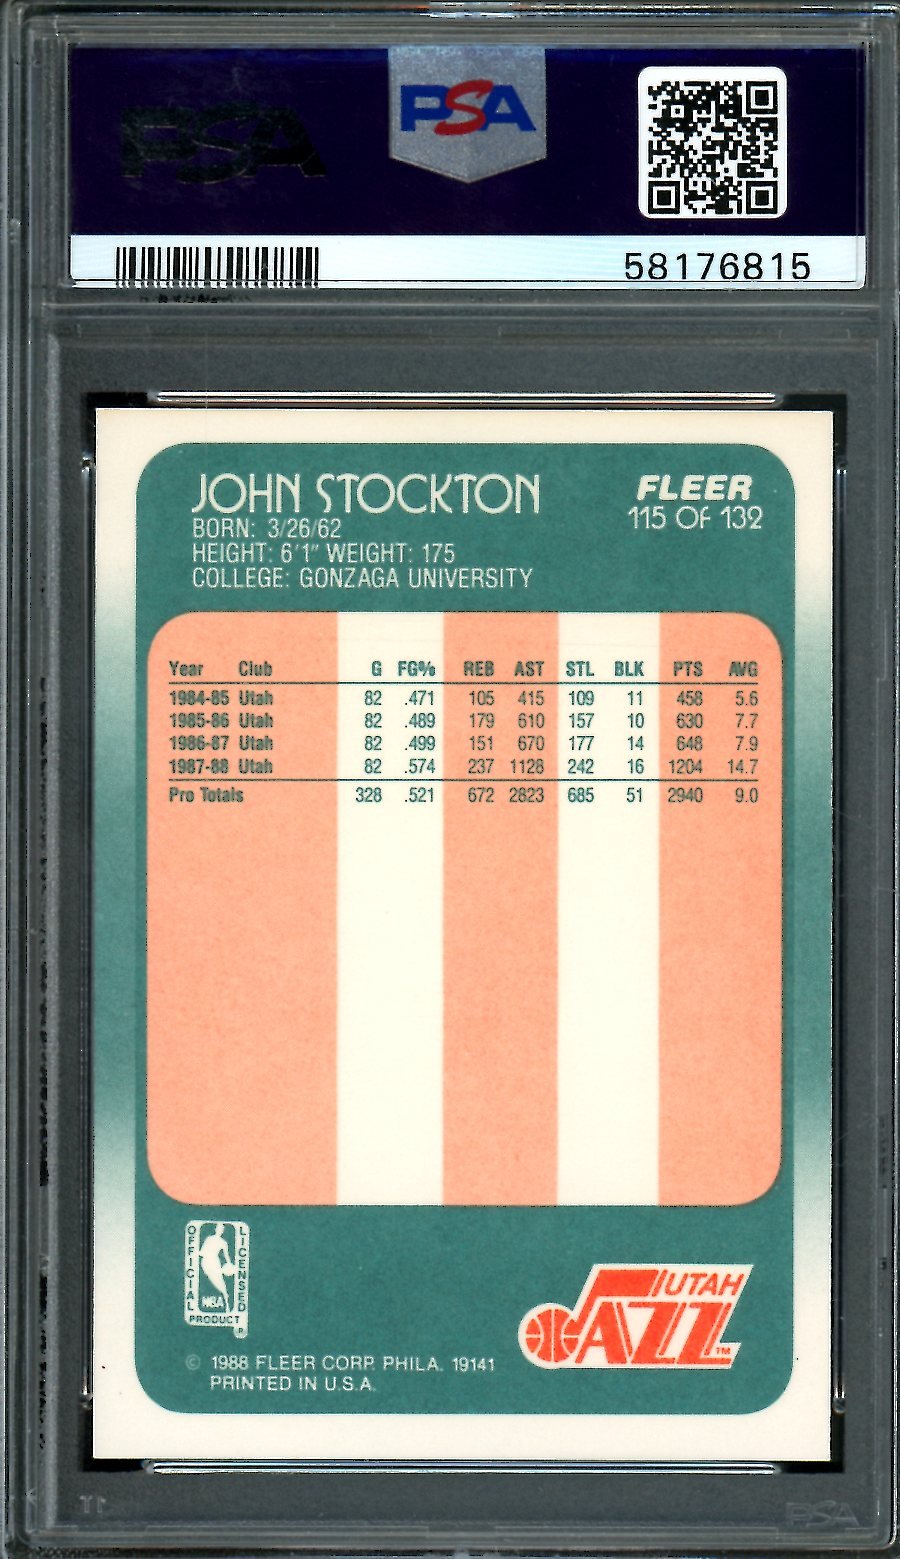 PSA
PSA
58176815
JOHN STOCKTON
FLEER
115 OF 132
BORN: 3/26/62
HEIGHT: 6'1" WEIGHT: 175
COLLEGE: GONZAGA UNIVERSITY
Year Club G FG% REB AST STL BLK PTS AVG
1984-85 Utah 82 .471 105 415 109 11 458 5.6
1985-86 Utah 82 .489 179 610 157 10 630 7.7
1986-87 Utah 82 .499 151 670 177 14 648 7.9
1987-88 Utah 82 .574 237 1128 242 16 1204 14.7
Pro Totals 328 .521 672 2823 685 51 2940 9.0
OFFICIAL
LICENSED
NBA
PRODUCT
R
UTAH
JAZZ TM
© 1988 FLEER CORP. PHILA. 19141
PRINTED IN U.S.A.
PSA